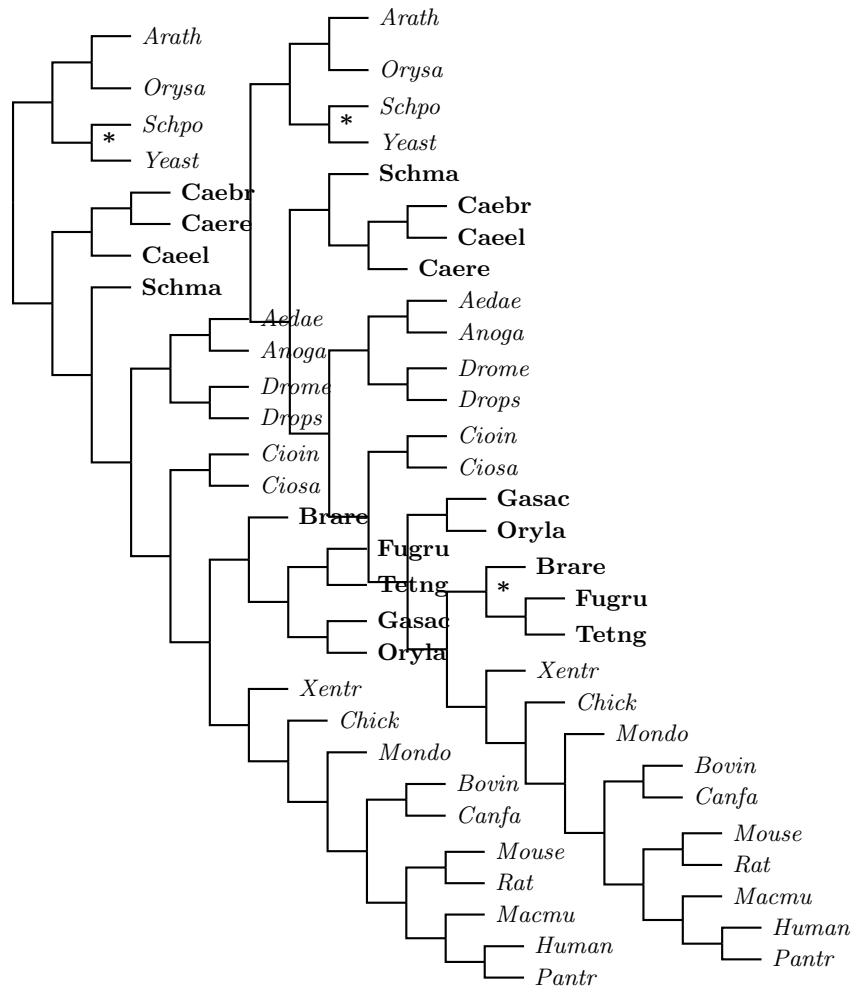 Arath
Orysa
Schpo
*
Yeast
Caebr
Caere
Caeel
Schma
Aedae
Anoga
Drome
Drops
Cioin
Ciosa
Brare
Fugru
Tetng
Gasac
Oryla
Xentr
Chick
Mondo
Bovin
Canfa
Mouse
Rat
Macmu
Human
Pantr
Arath
Orysa
Schpo
*
Yeast
Schma
Caebr
Caeel
Caere
Aedae
Anoga
Drome
Drops
Cioin
Ciosa
Gasac
Oryla
Brare
*
Fugru
Tetng
Xentr
Chick
Mondo
Bovin
Canfa
Mouse
Rat
Macmu
Human
Pantr